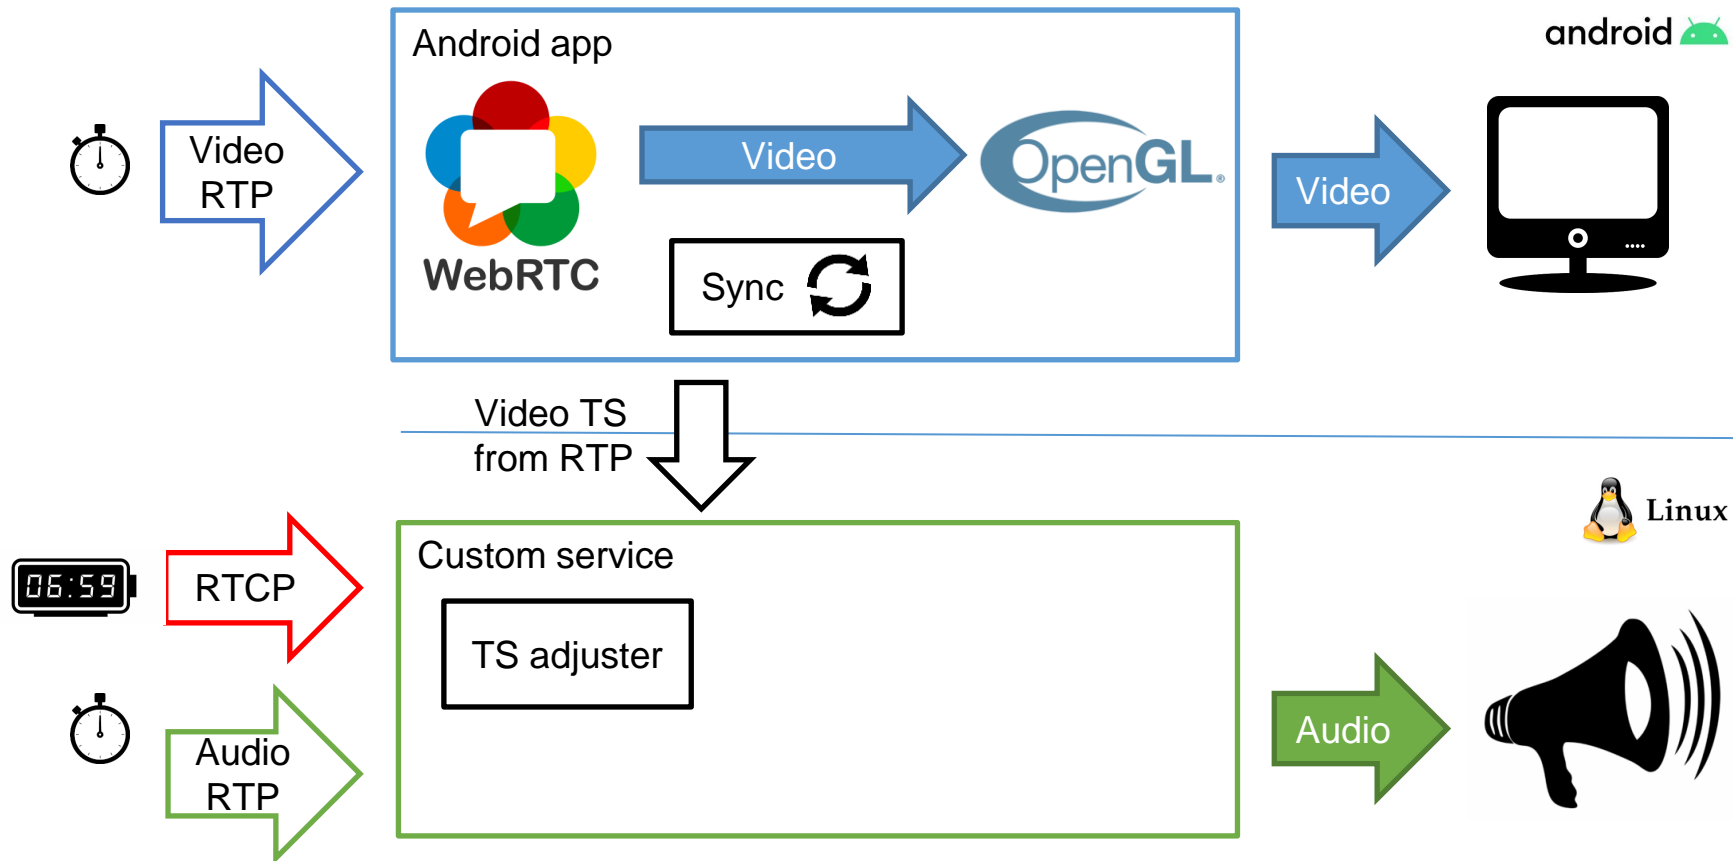 Android app
android
Video
RTP
WebRTC
Video
OpenGL®
Video
Sync
Video TS
from RTP
Linux
Custom service
06:59
RTCP
TS adjuster
Audio
RTP
Audio